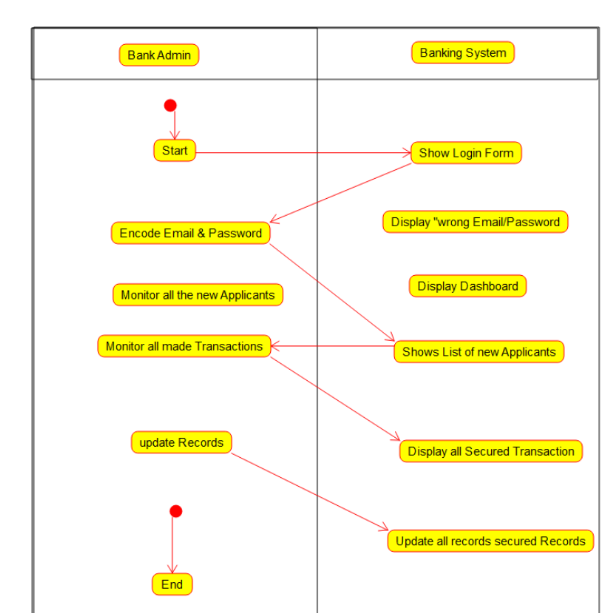 Bank Admin
Banking System
Start
Show Login Form
Encode Email & Password
Display "wrong Email/Password
Monitor all the new Applicants
Display Dashboard
Monitor all made Transactions
Shows List of new Applicants
update Records
Display all Secured Transaction
Update all records secured Records
End